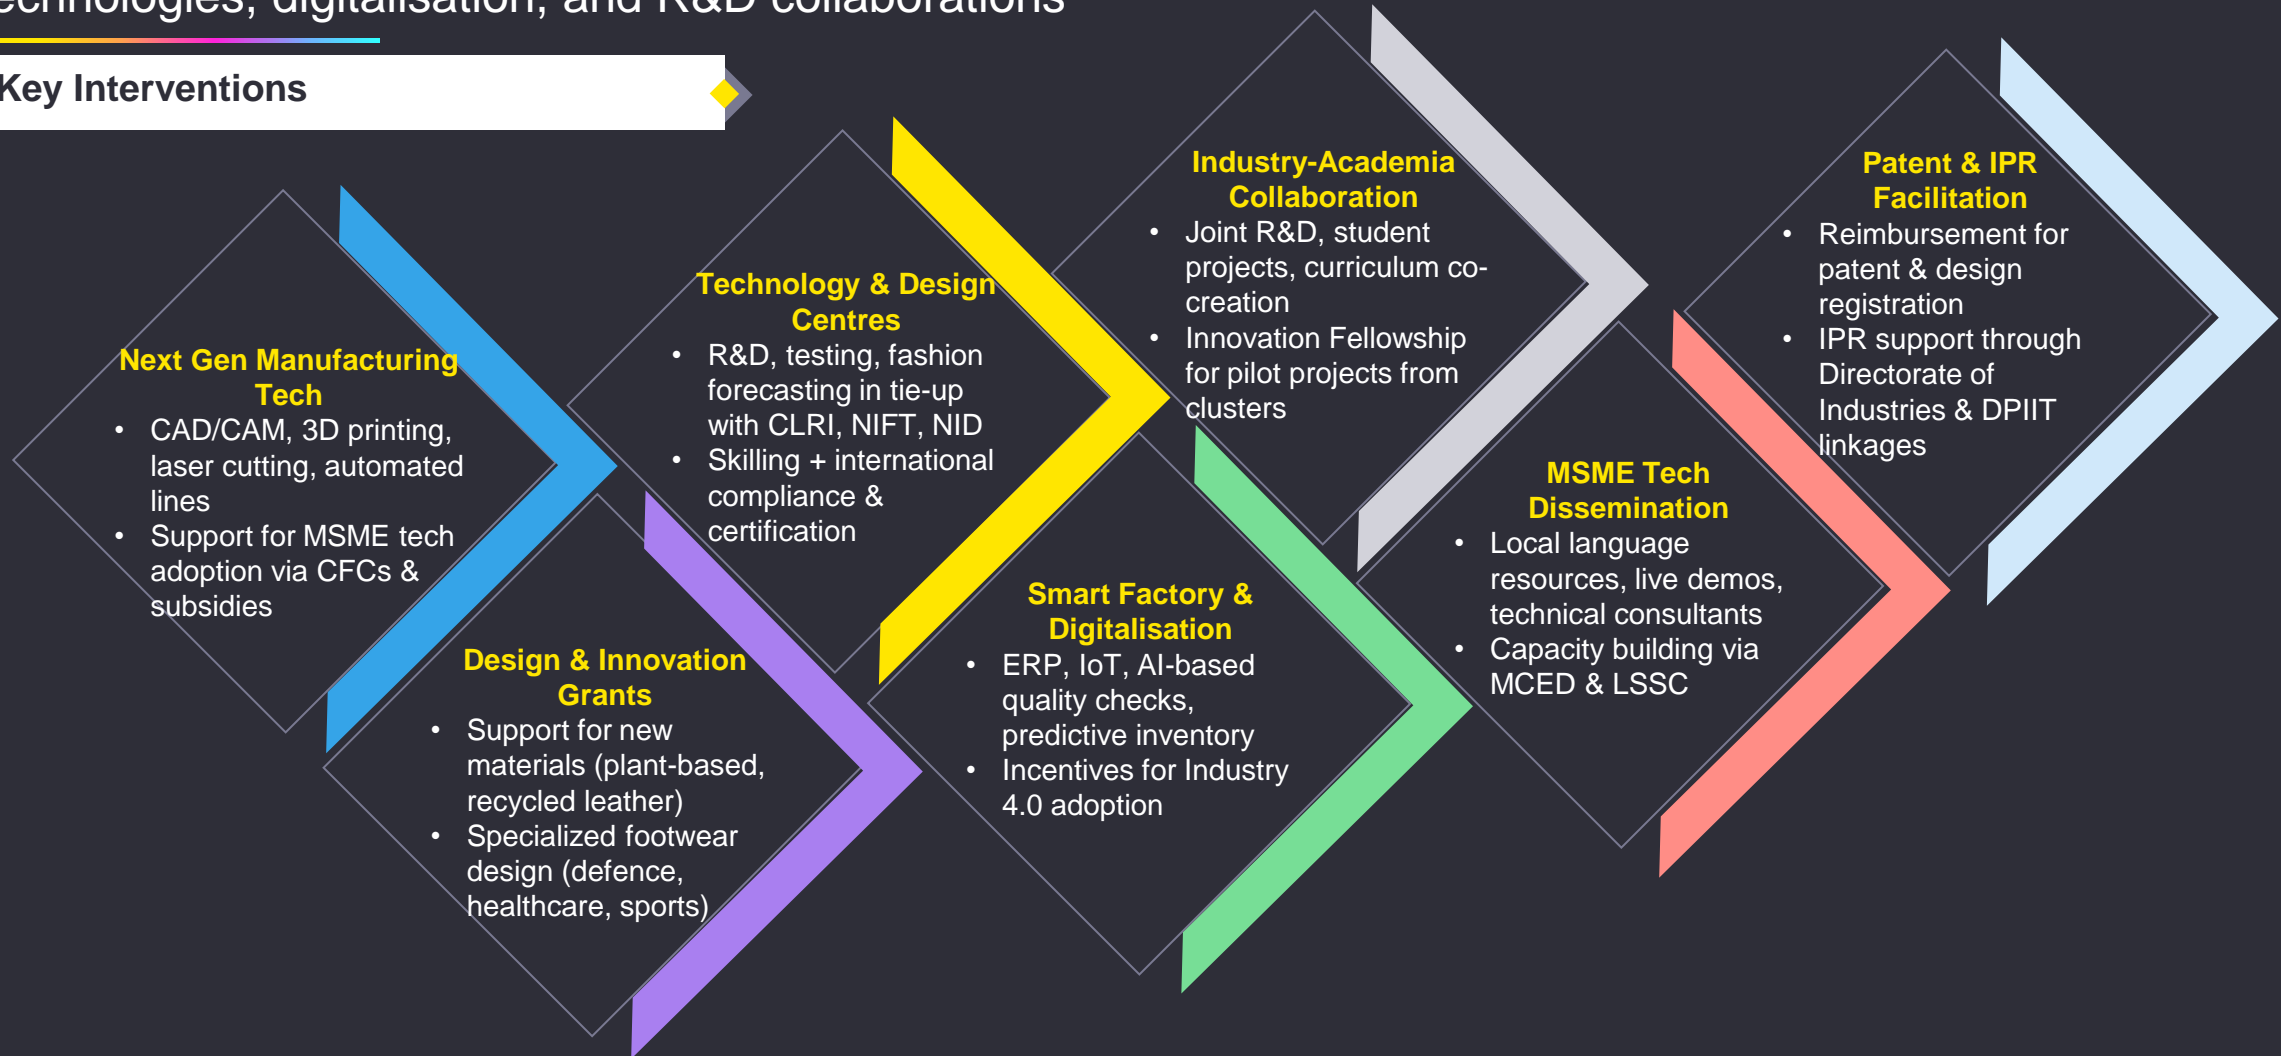 echnologies, digitalisation, and R&D collaborations
Key Interventions
Next Gen Manufacturing
Tech
• CAD/CAM, 3D printing,
laser cutting, automated
lines
• Support for MSME tech
adoption via CFCs &
subsidies
Design & Innovation
Grants
• Support for new
materials (plant-based,
recycled leather)
• Specialized footwear
design (defence,
healthcare, sports)
Technology & Design
Centres
• R&D, testing, fashion
forecasting in tie-up
with CLRI, NIFT, NID
• Skilling + international
compliance &
certification
Smart Factory &
Digitalisation
• ERP, IoT, AI-based
quality checks,
predictive inventory
• Incentives for Industry
4.0 adoption
Industry-Academia
Collaboration
• Joint R&D, student
projects, curriculum co-
creation
• Innovation Fellowship
for pilot projects from
clusters
MSME Tech
Dissemination
• Local language
resources, live demos,
technical consultants
• Capacity building via
MCED & LSSC
Patent & IPR
Facilitation
• Reimbursement for
patent & design
registration
• IPR support through
Directorate of
Industries & DPIIT
linkages